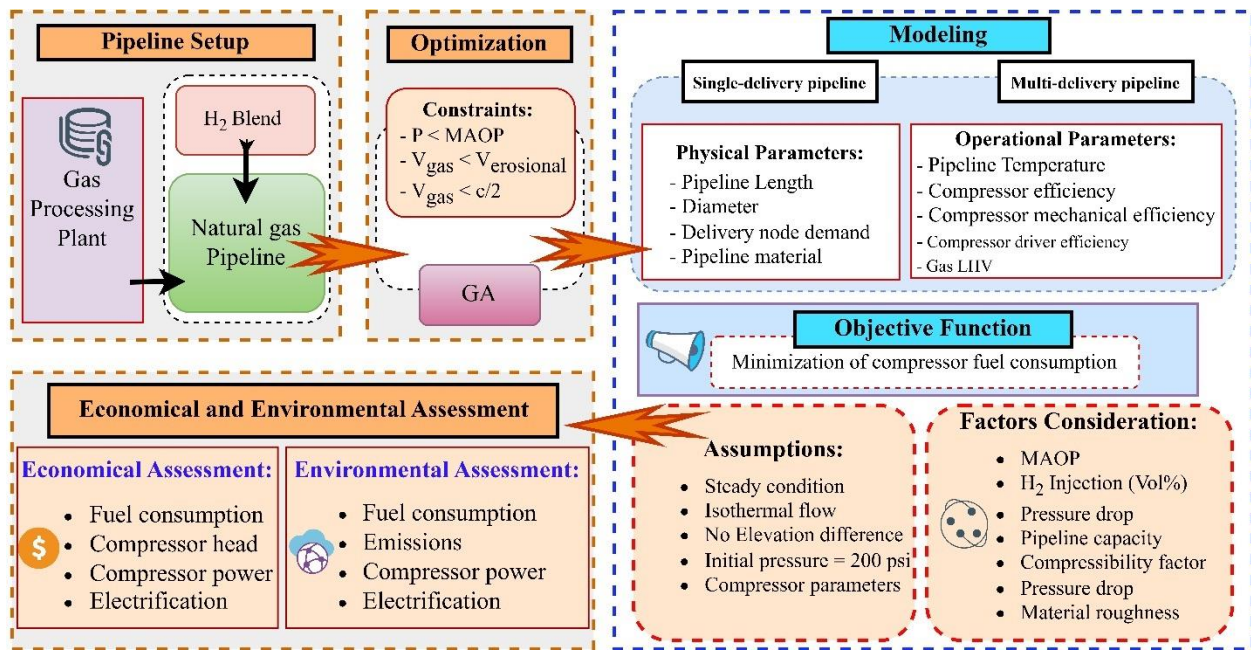 Pipeline Setup
Gas
Processing
Plant
H2 Blend
Natural gas
Pipeline
Optimization
Constraints:
- P < MAOP
- Vgas < Verosional
- Vgas < c/2
GA
Modeling
Single-delivery pipeline
Multi-delivery pipeline
Physical Parameters:
- Pipeline Length
- Diameter
- Delivery node demand
- Pipeline material
Operational Parameters:
- Pipeline Temperature
- Compressor efficiency
- Compressor mechanical efficiency
- Compressor driver efficiency
- Gas LHV
Objective Function
Minimization of compressor fuel consumption
Assumptions:
• Steady condition
• Isothermal flow
• No Elevation difference
• Initial pressure = 200 psi
• Compressor parameters
Factors Consideration:
• MAOP
• H2 Injection (Vol%)
• Pressure drop
• Pipeline capacity
• Compressibility factor
• Pressure drop
• Material roughness
Economical and Environmental Assessment
Economical Assessment:
• Fuel consumption
• Compressor head
• Compressor power
• Electrification
$
Environmental Assessment:
• Fuel consumption
• Emissions
• Compressor power
• Electrification